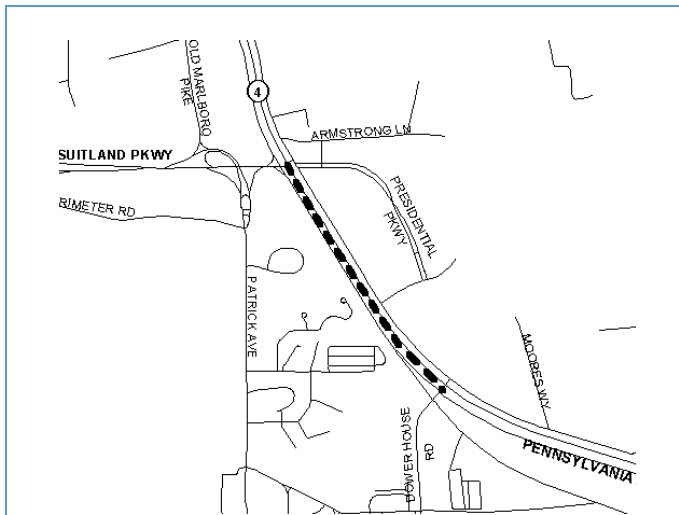 OLD MARLBORO
PIKE
4
ARMSTRONG LN
SUITLAND PKWY
RIMETER RD
PRESIDENTIAL
PKWY
PATRICK AVE
MOORES WY
DOWER HOUSE
RD
PENNSYLVANIA